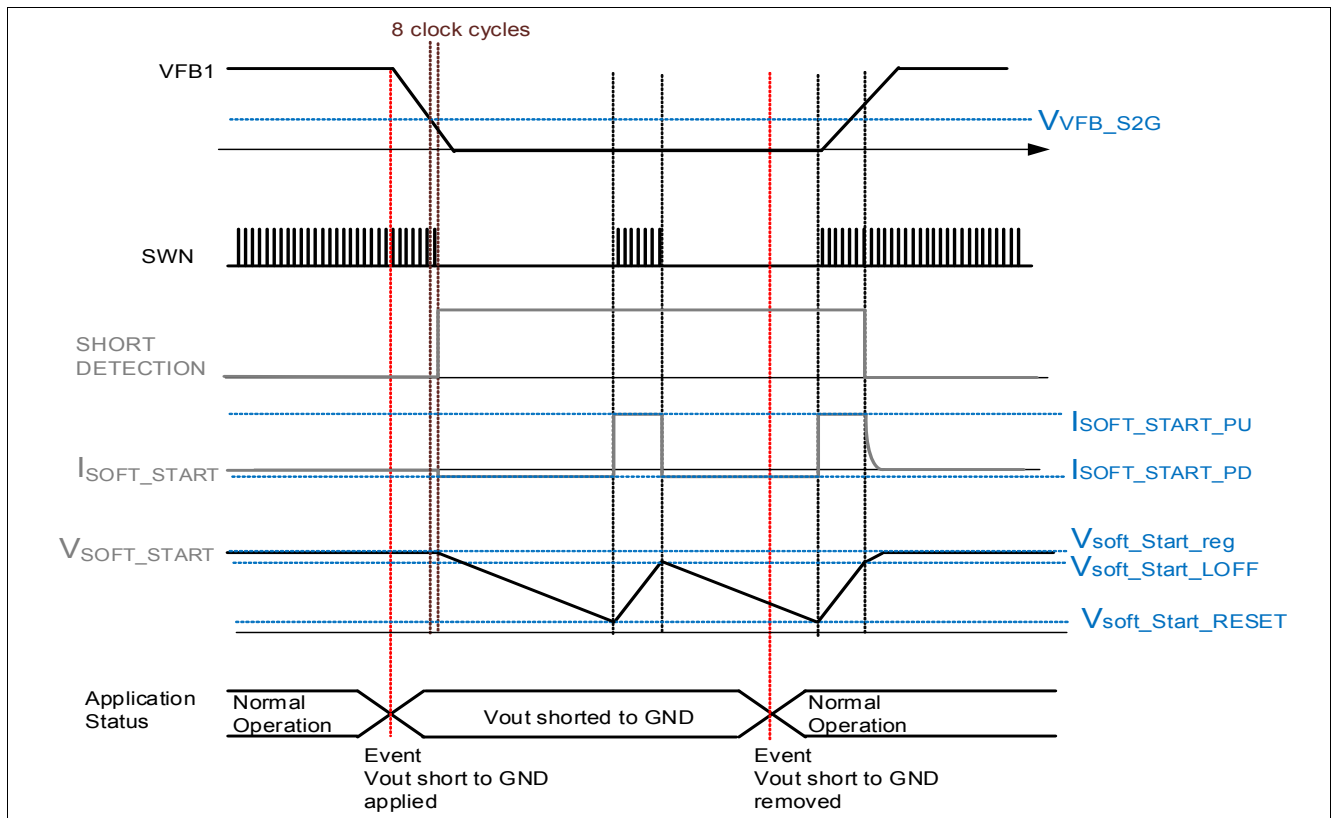 8 clock cycles
VFB1
VVFB_S2G
SWN
SHORT
DETECTION
ISOFT_START_PU
ISOFT_START
ISOFT_START_PD
VSOFT_START
Vsoft_Start_reg
Vsoft_Start_LOFF
Vsoft_Start_RESET
Application
Status
Normal
Operation
Vout shorted to GND
Normal
Operation
Event
Vout short to GND
applied
Event
Vout short to GND
removed